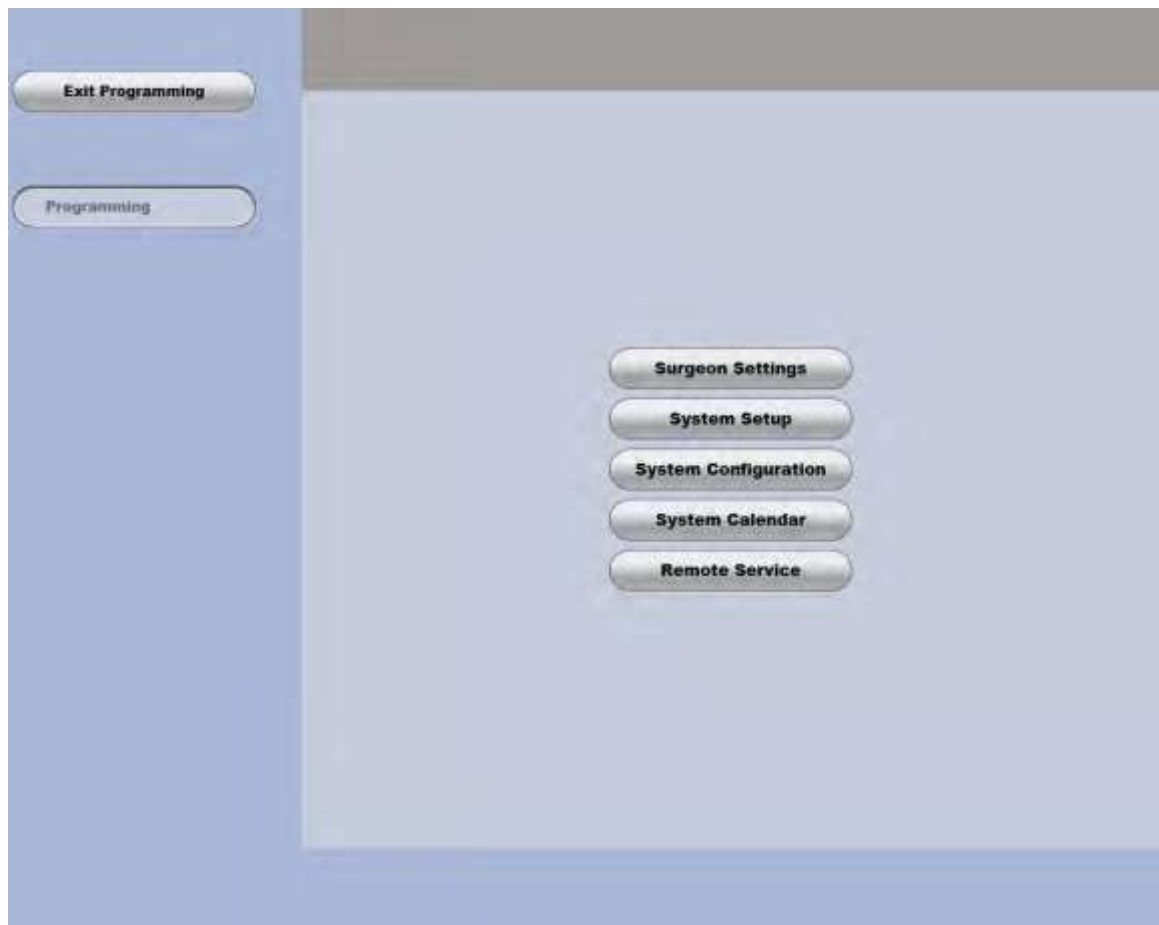 Exit Programming
Programming
Surgeon Settings
System Setup
System Configuration
System Calendar
Remote Service